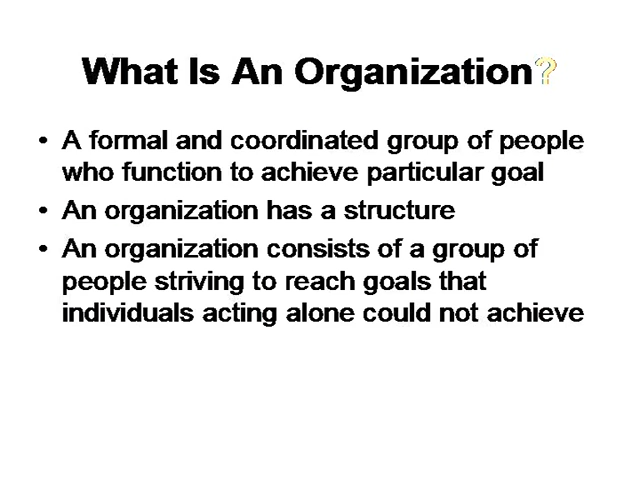 What Is An Organization?
• A formal and coordinated group of people
who function to achieve particular goal
• An organization has a structure
• An organization consists of a group of
people striving to reach goals that
individuals acting alone could not achieve